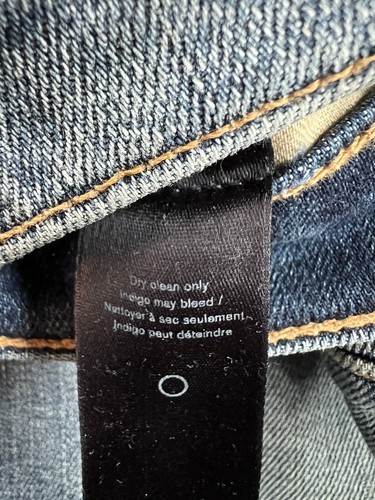 Dry clean only
Indigo may bleed /
Nettoyer à sec seulement
Indigo peut déteindre